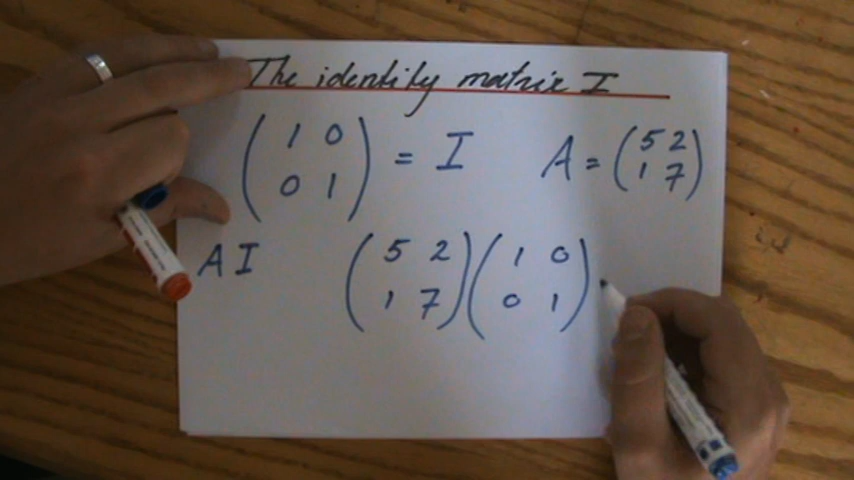 The identity matrix I
( 1 0 ) = I A = ( 5 2 )
( 0 1 ) ( 1 7 )
A I ( 5 2 ) ( 1 0 )
( 1 7 ) ( 0 1 )